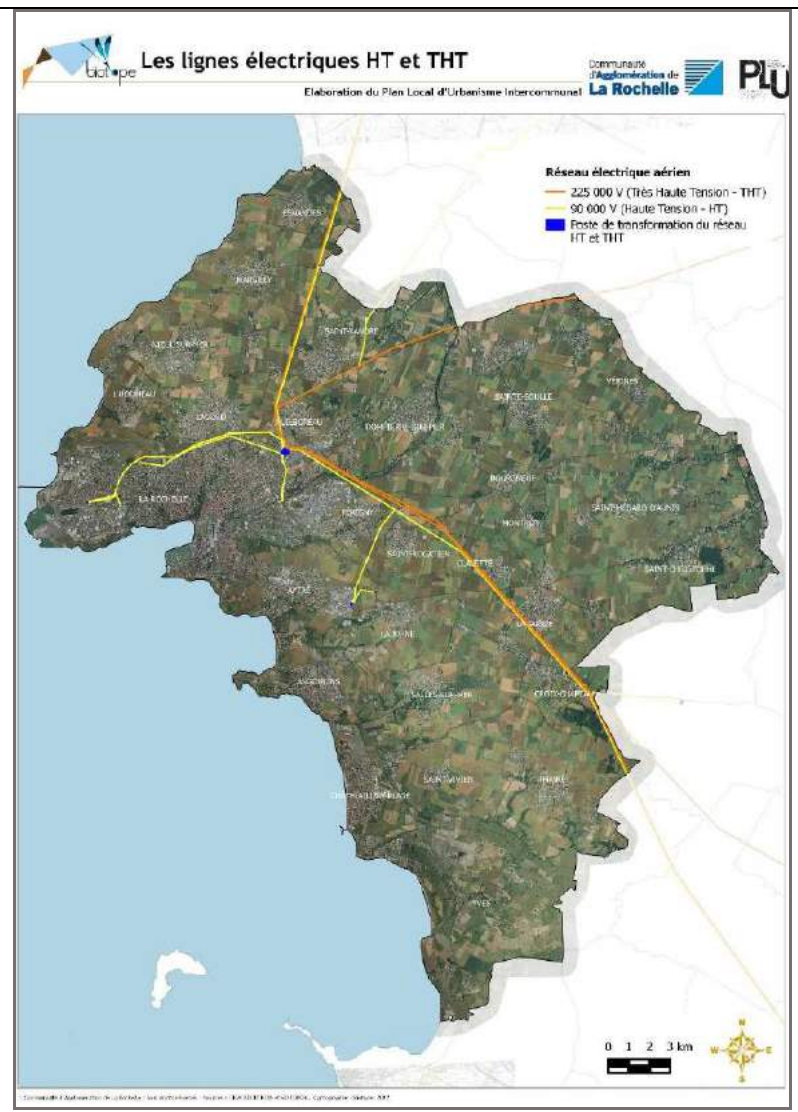 biotope
Les lignes électriques HT et THT
Elaboration du Plan Local d'Urbanisme Intercommunal
Communauté
d'Agglomération de
La Rochelle
PLU
Réseau électrique aérien
225 000 V (Très Haute Tension - THT)
90 000 V (Haute Tension - HT)
Poste de transformation du réseau
HT et THT
ESNANDES
MARSILLY
SAINT-XANDRE
NIEUL-SUR-MER
VERINES
L'HOUMEAU
SAINTE-SOULLE
LAGORD
PUILBOREAU
DOMPIERRE-SUR-MER
BOURGNEUF
LA ROCHELLE
SAINT-MEDARD-D'AUNIS
PERIGNY
MONTROY
SAINT-ROGATIEN
CLAVETTE
SAINT-CHRISTOPHE
AYTRE
LA JARRIE
LA JARNE
ANGOULINS
SALLES-SUR-MER
CROIX-CHAPEAU
SAINT-VIVIEN
THAIRE
CHATELAILLON-PLAGE
YVES
N
W
E
S
0 1 2 3 km